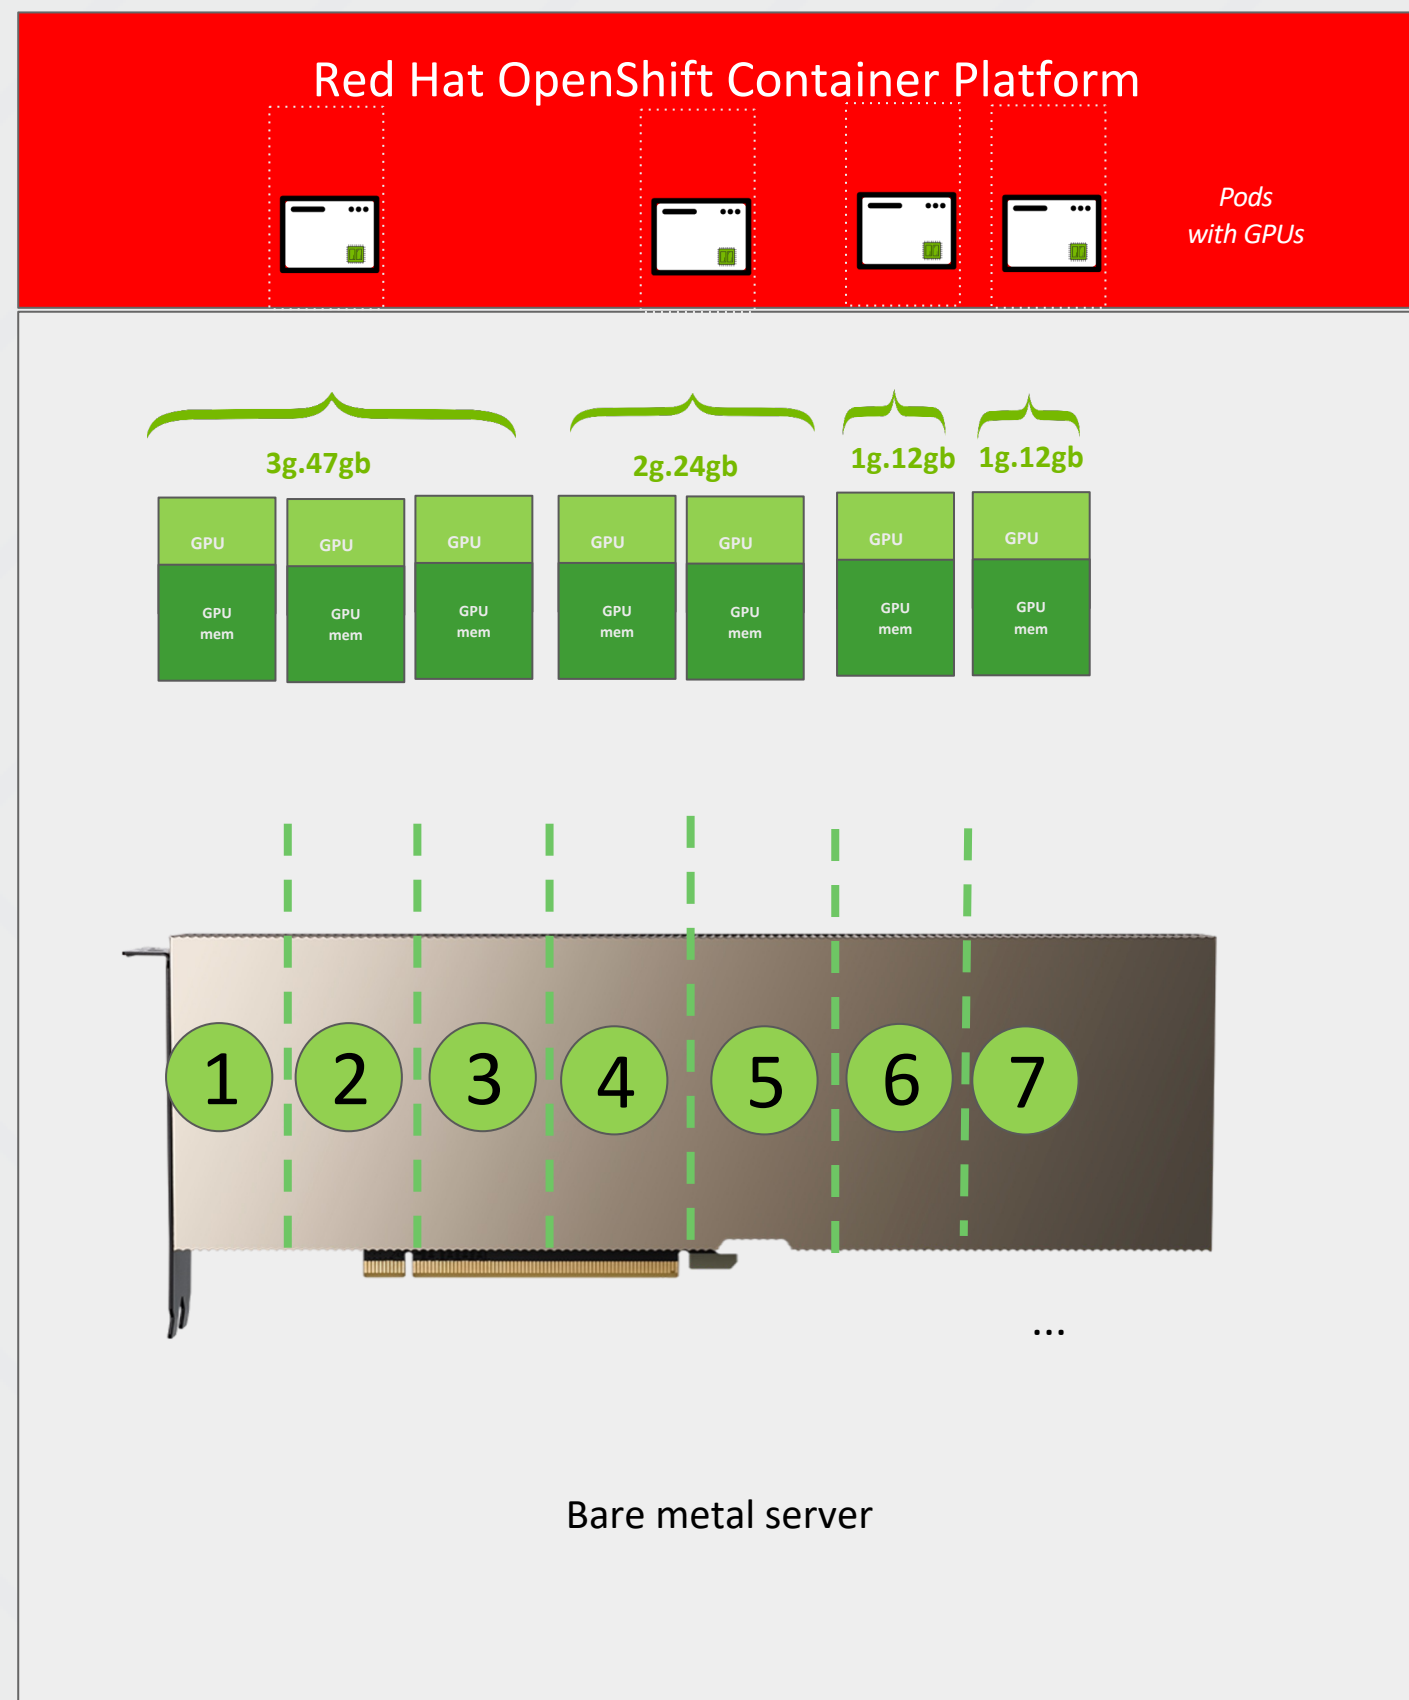 Red Hat OpenShift Container Platform
Pods
with GPUs
3g.47gb
2g.24gb
1g.12gb
1g.12gb
GPU
GPU
GPU
GPU
GPU
GPU
GPU
GPU
mem
GPU
mem
GPU
mem
GPU
mem
GPU
mem
GPU
mem
GPU
mem
1
2
3
4
5
6
7
...
Bare metal server